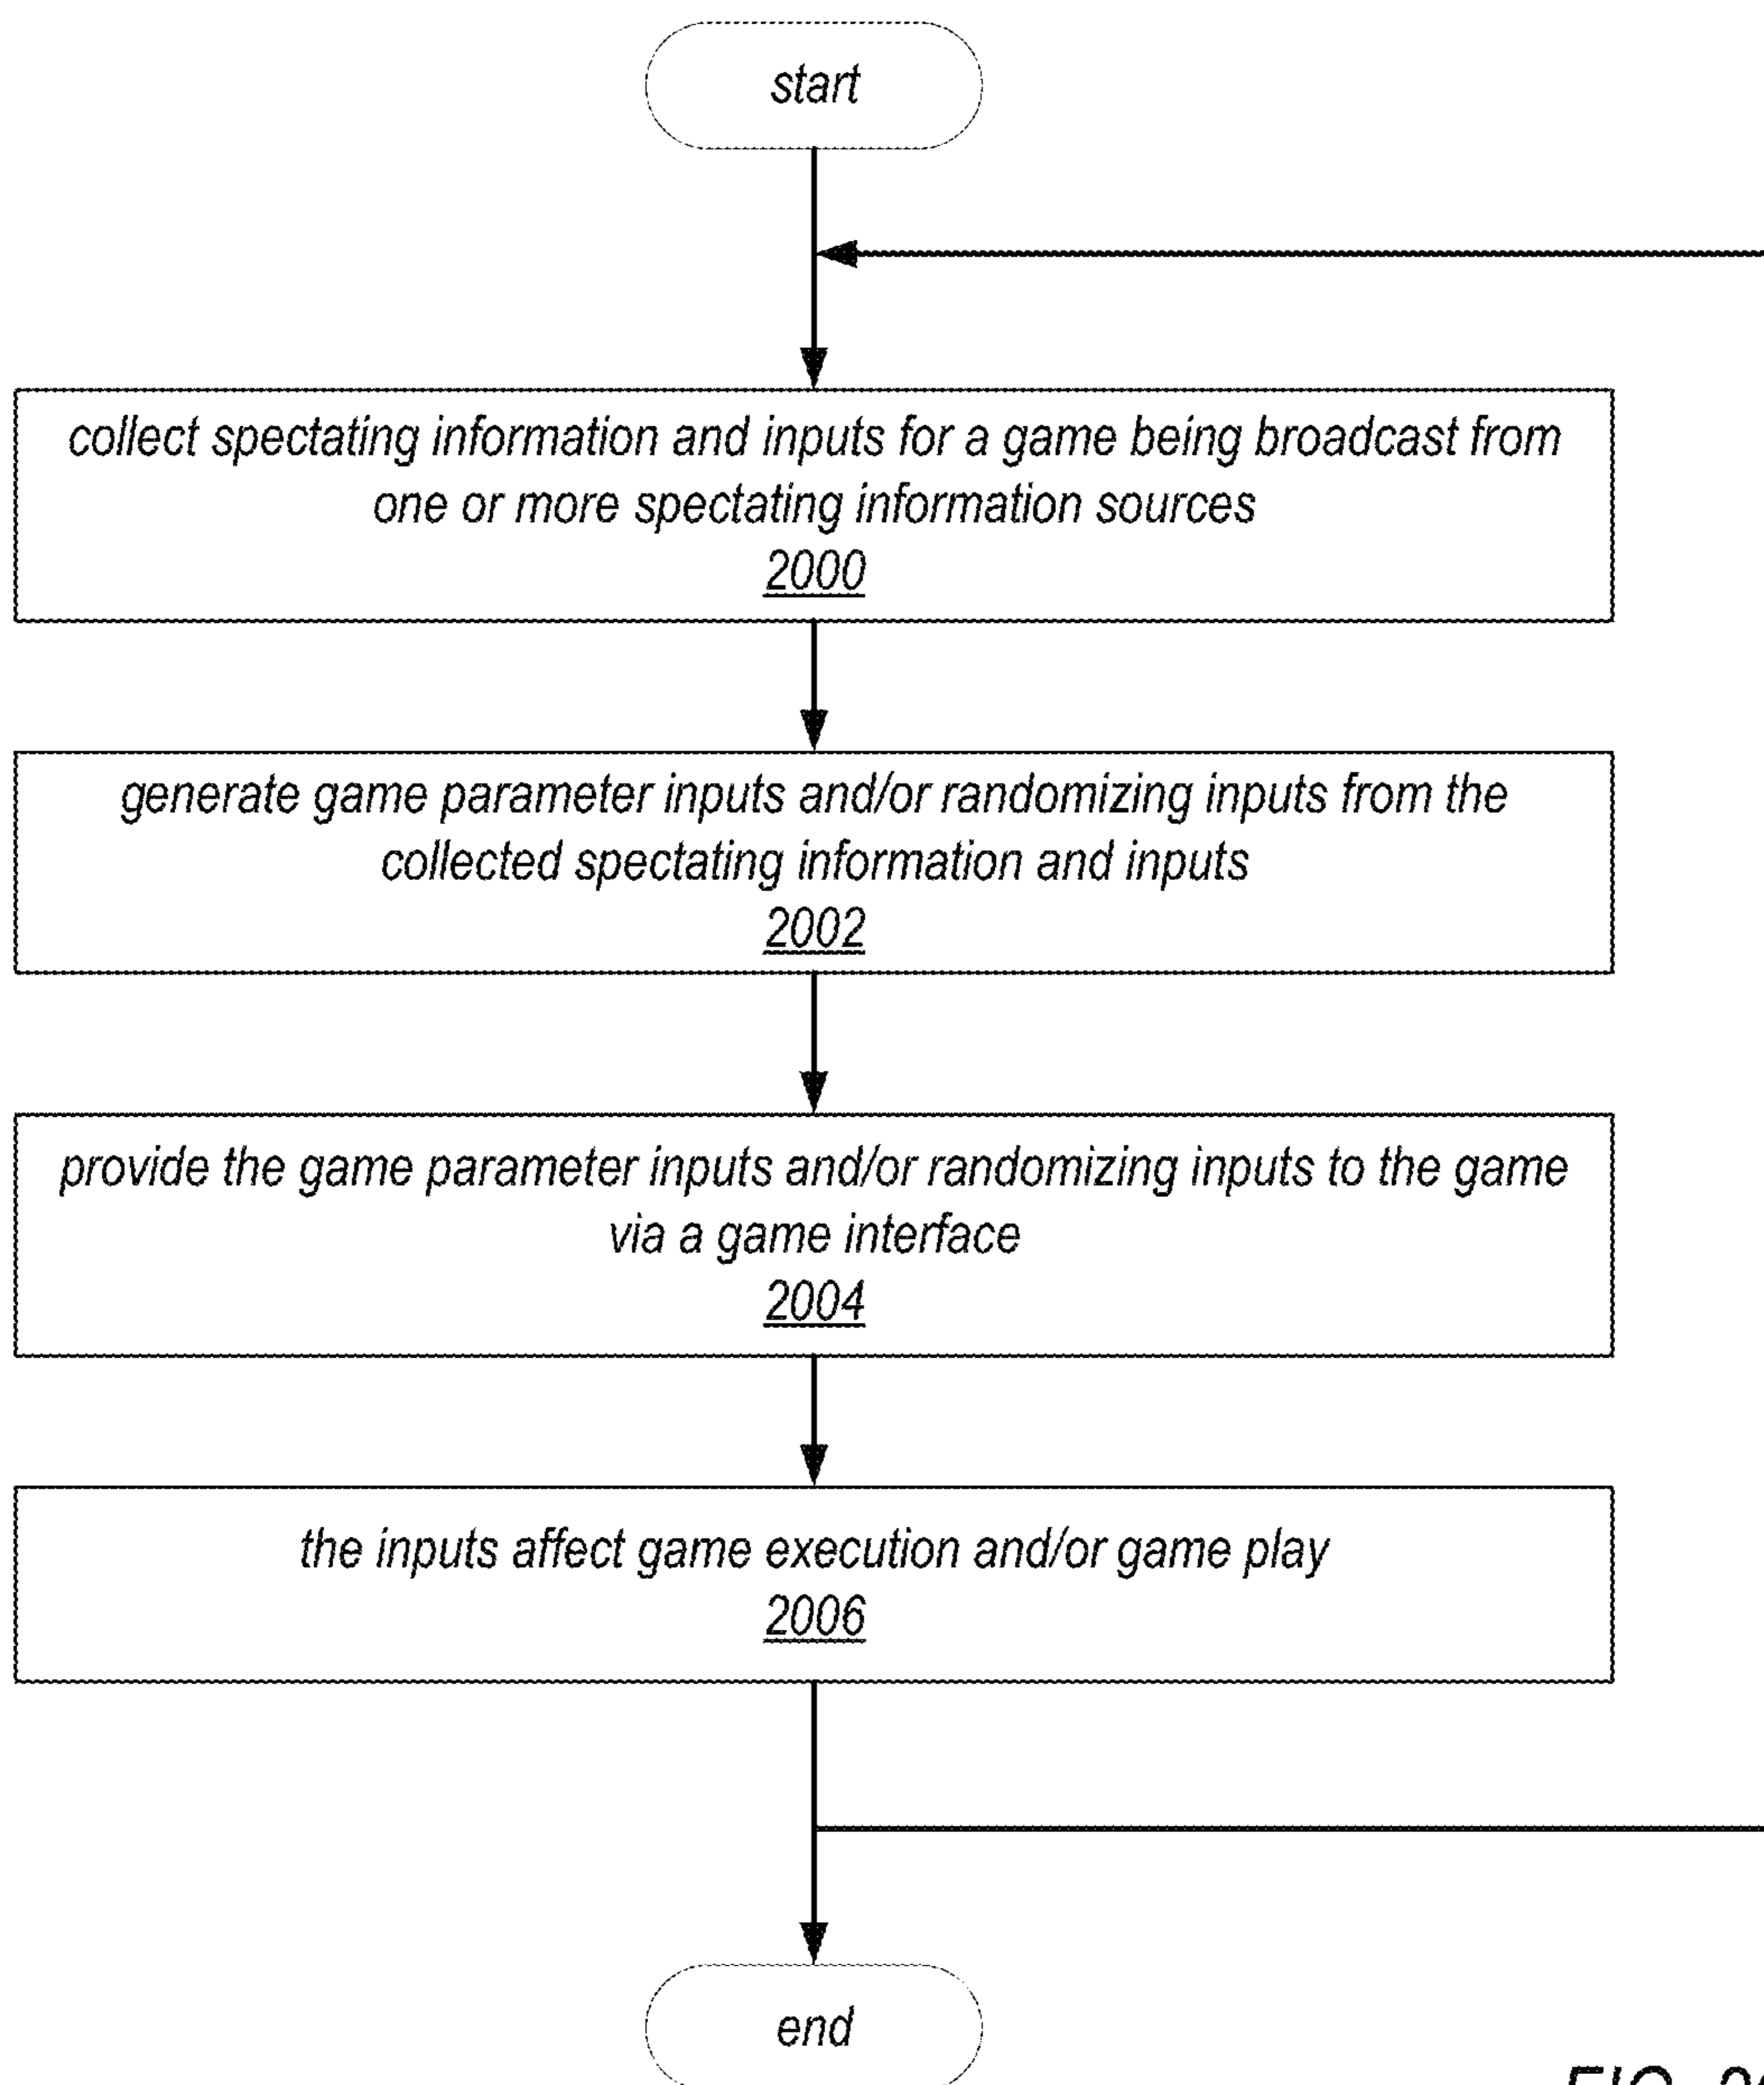 start
collect spectating information and inputs for a game being broadcast from
one or more spectating information sources
2000
generate game parameter inputs and/or randomizing inputs from the
collected spectating information and inputs
2002
provide the game parameter inputs and/or randomizing inputs to the game
via a game interface
2004
the inputs affect game execution and/or game play
2006
end
FIG.